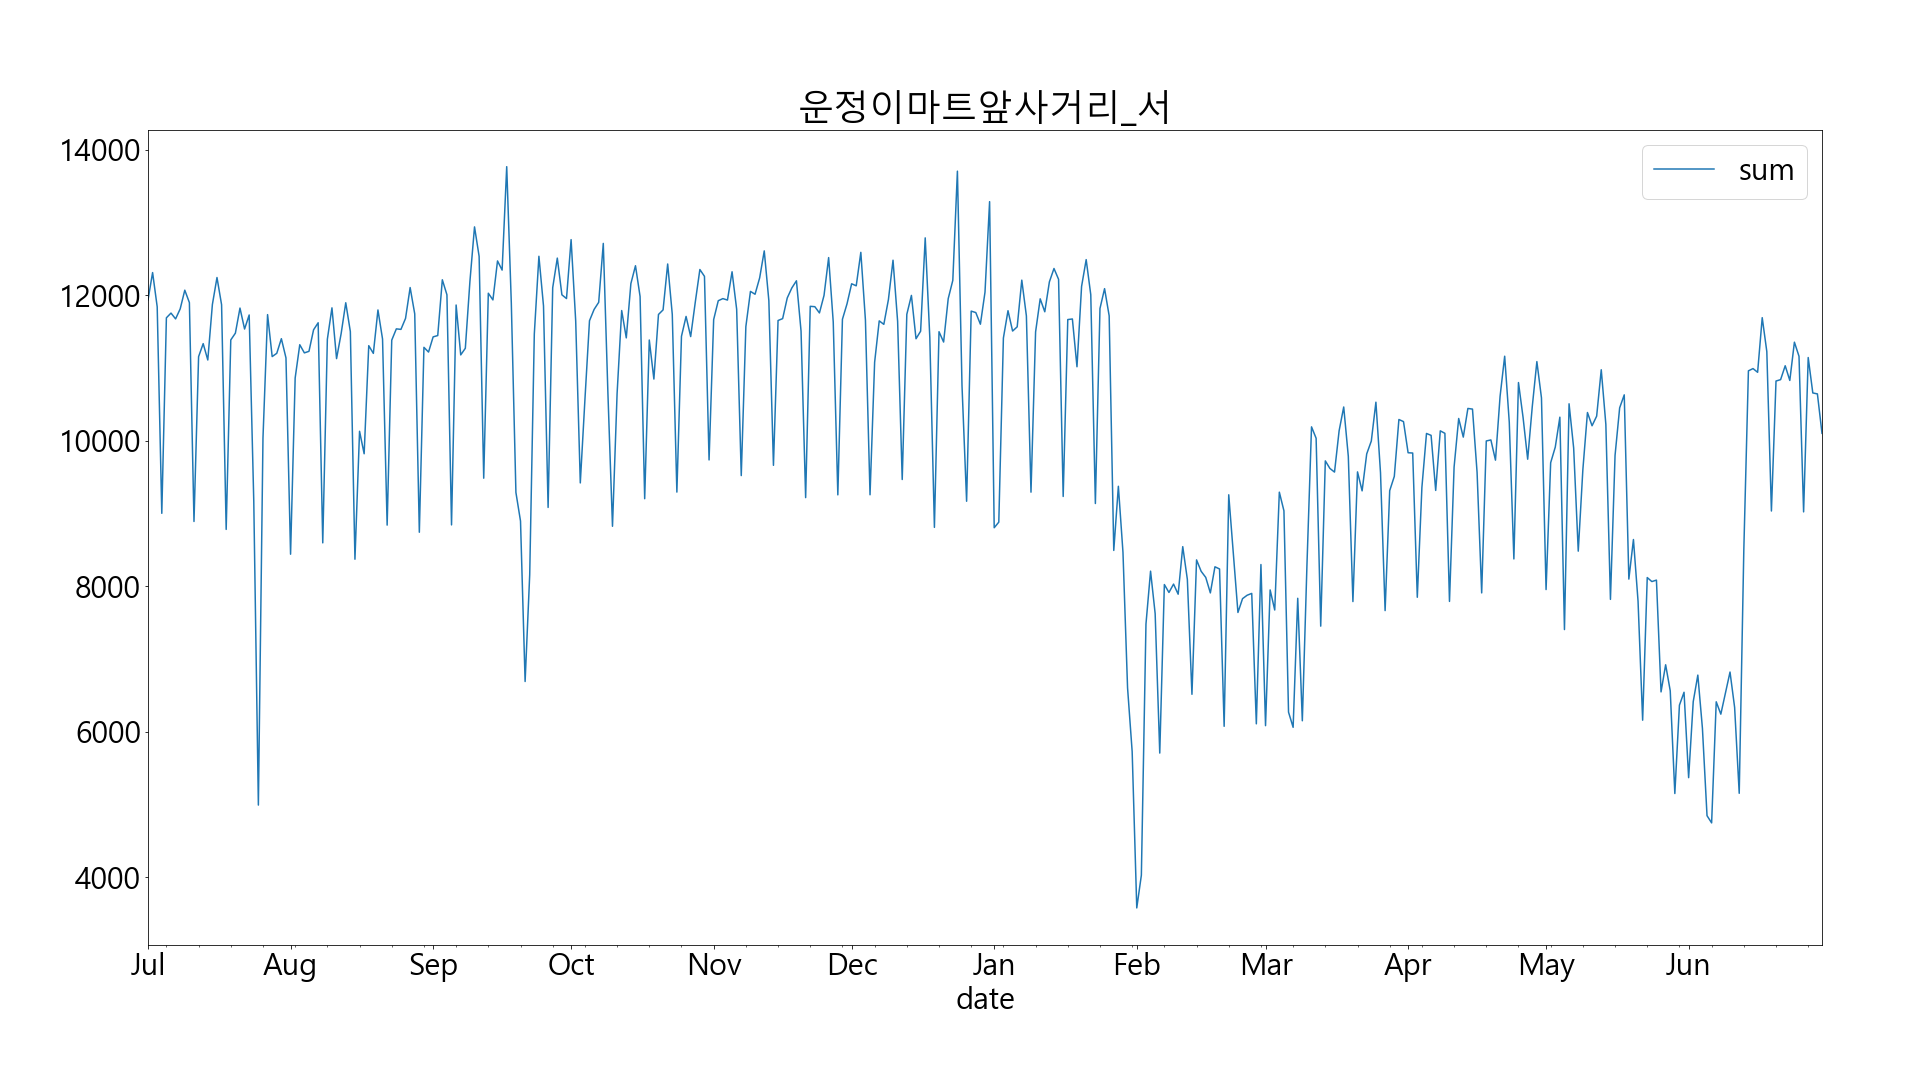 운정이마트앞사거리_서
sum
14000
12000
10000
8000
6000
4000
Jul Aug Sep Oct Nov Dec Jan Feb Mar Apr May Jun
date